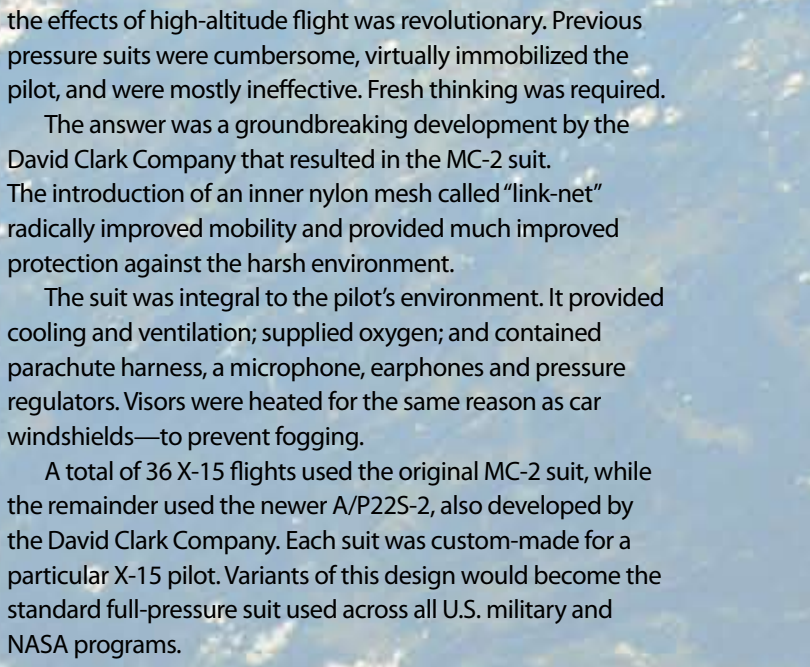 the effects of high-altitude flight was revolutionary. Previous
pressure suits were cumbersome, virtually immobilized the
pilot, and were mostly ineffective. Fresh thinking was required.
The answer was a groundbreaking development by the
David Clark Company that resulted in the MC-2 suit.
The introduction of an inner nylon mesh called “link-net”
radically improved mobility and provided much improved
protection against the harsh environment.
The suit was integral to the pilot’s environment. It provided
cooling and ventilation; supplied oxygen; and contained
parachute harness, a microphone, earphones and pressure
regulators. Visors were heated for the same reason as car
windshields—to prevent fogging.
A total of 36 X-15 flights used the original MC-2 suit, while
the remainder used the newer A/P22S-2, also developed by
the David Clark Company. Each suit was custom-made for a
particular X-15 pilot. Variants of this design would become the
standard full-pressure suit used across all U.S. military and
NASA programs.